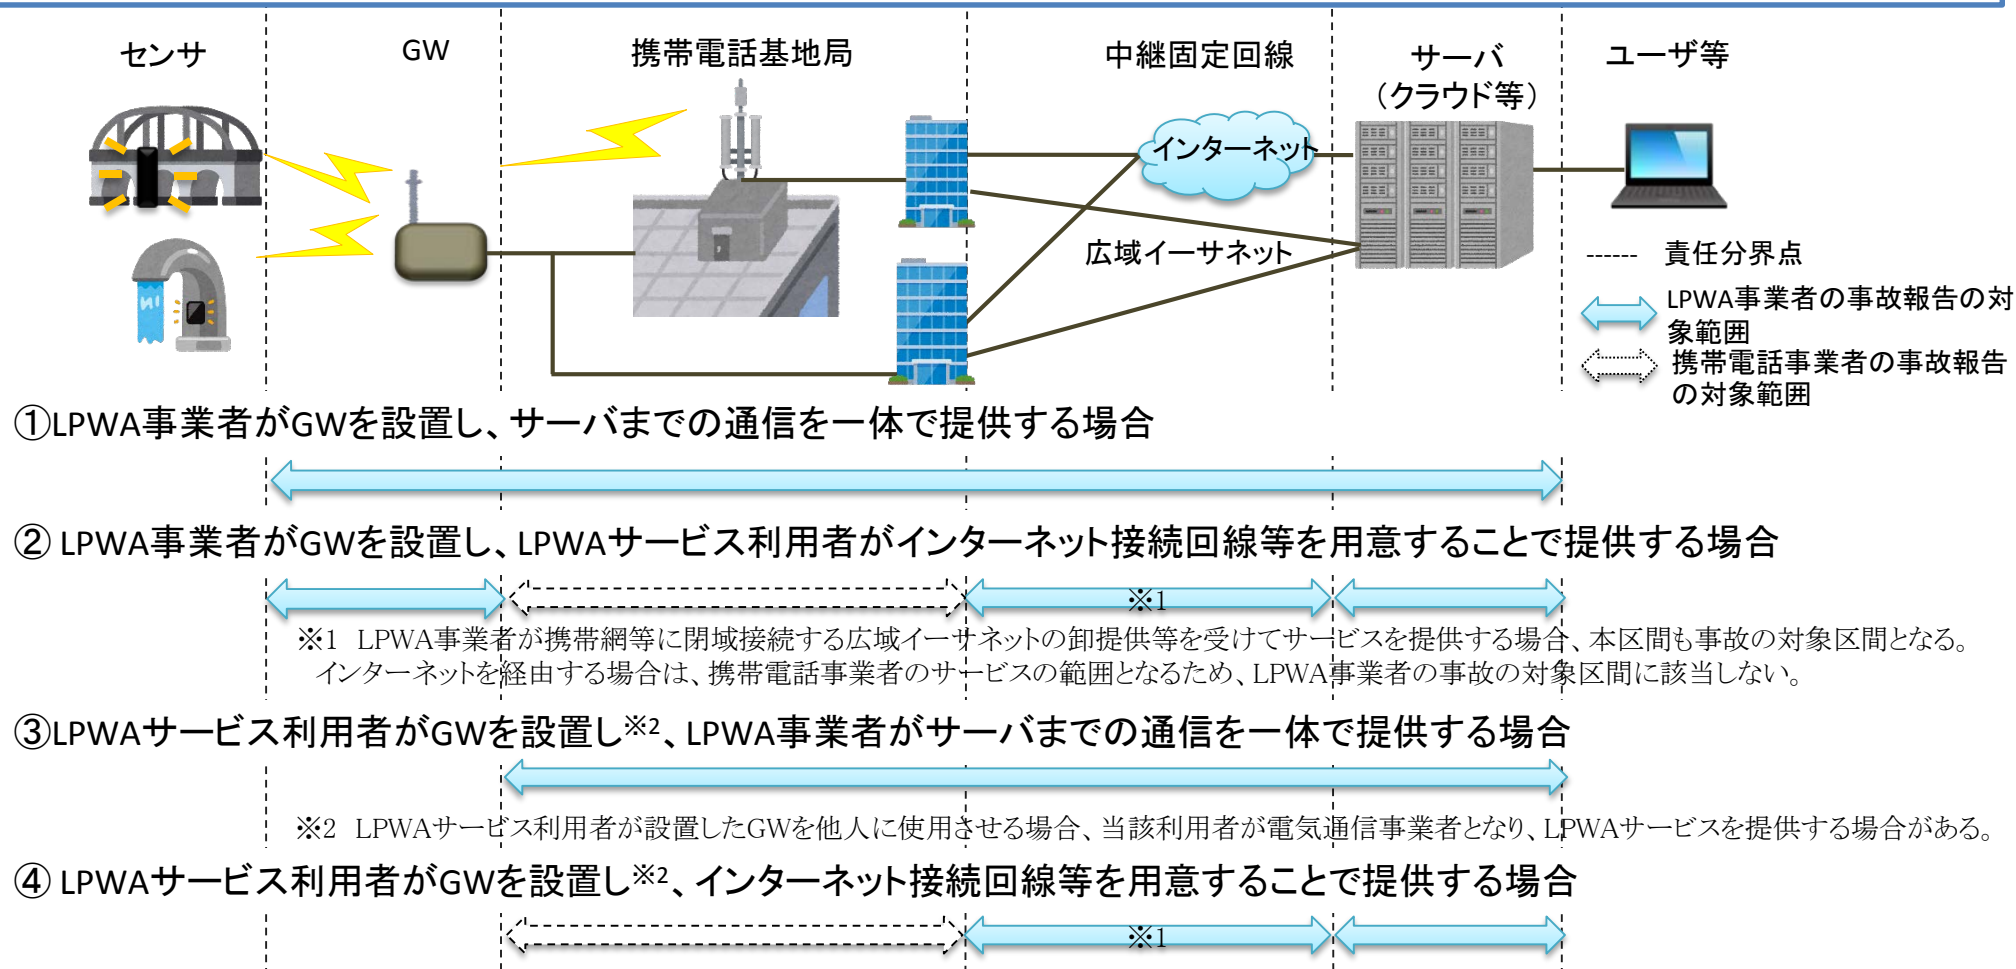 センサ
GW
携帯電話基地局
中継固定回線
サーバ
（クラウド等）
ユーザ等
インターネット
広域イーサネット
------ 責任分界点
LPWA事業者の事故報告の対
象範囲
携帯電話事業者の事故報告
の対象範囲
①LPWA事業者がGWを設置し、サーバまでの通信を一体で提供する場合
② LPWA事業者がGWを設置し、LPWAサービス利用者がインターネット接続回線等を用意することで提供する場合
※1
※1　LPWA事業者が携帯網等に閉域接続する広域イーサネットの卸提供等を受けてサービスを提供する場合、本区間も事故の対象区間となる。
インターネットを経由する場合は、携帯電話事業者のサービスの範囲となるため、LPWA事業者の事故の対象区間に該当しない。
③LPWAサービス利用者がGWを設置し※2、LPWA事業者がサーバまでの通信を一体で提供する場合
※2　LPWAサービス利用者が設置したGWを他人に使用させる場合、当該利用者が電気通信事業者となり、LPWAサービスを提供する場合がある。
④ LPWAサービス利用者がGWを設置し※2、インターネット接続回線等を用意することで提供する場合
※1